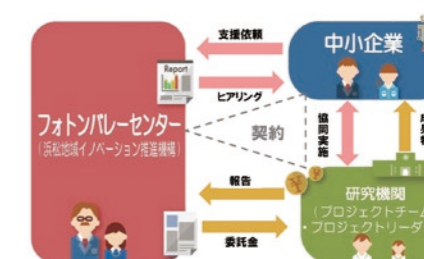 支援依頼
中小企業
Report
ヒアリング
フォトンバレーセンター
(浜松地域イノベーション推進機構)
契約
協同実施
報告
研究機関
(プロジェクトチーム
・プロジェクトリーダ
委託金